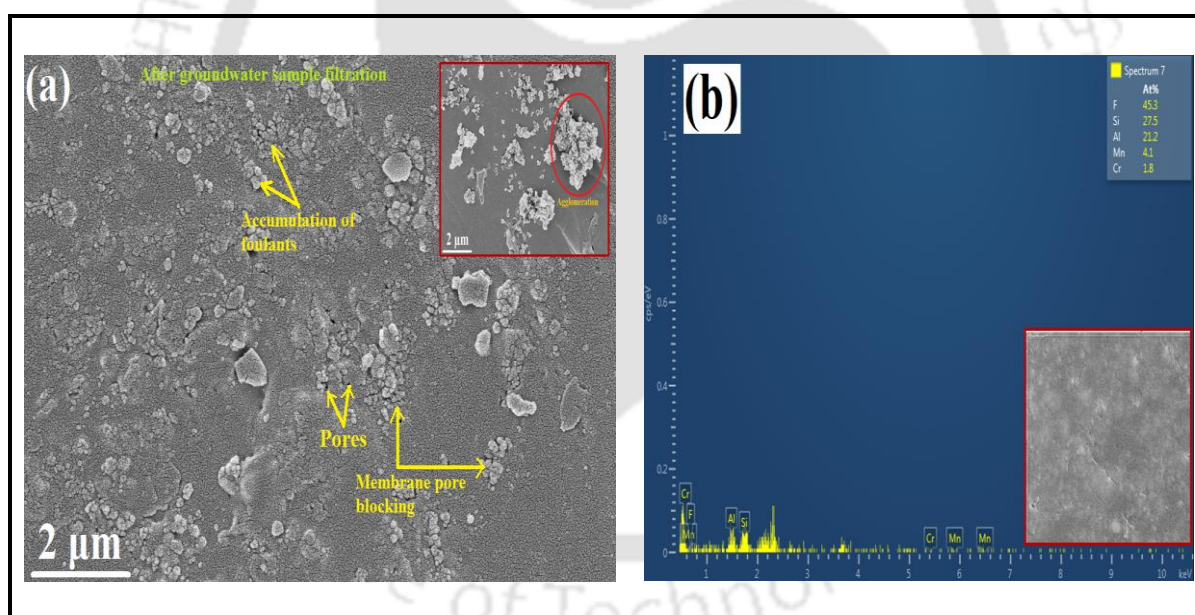 (a)
After groundwater sample filtration
Accumulation of
foulants
Pores
Membrane pore
blocking
2 μm
Agglomeration
2 μm
(b)
Spectrum 7
At%
F 45.3
Si 27.5
Al 21.2
Mn 4.1
Cr 1.8
cps/eV
1
0.8
0.6
0.4
0.2
0
Cr
F
Mn
Al
Si
Cr
Mn
Mn
1 2 3 4 5 6 7 8 9 10 keV
of Techno